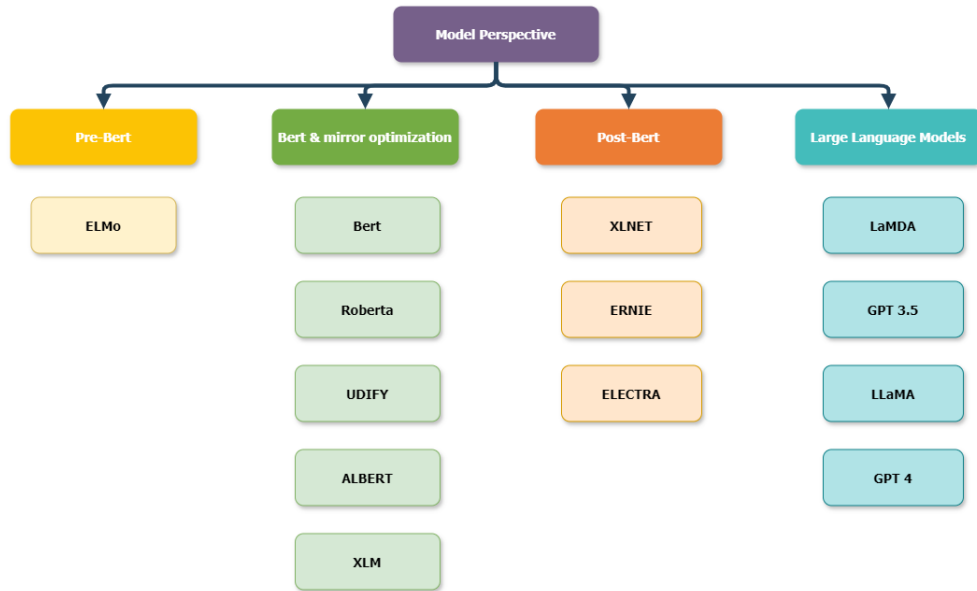 Model Perspective
Pre-Bert
Bert & mirror optimization
Post-Bert
Large Language Models
ELMo
Bert
XLNET
LaMDA
Roberta
ERNIE
GPT 3.5
UDIFY
ELECTRA
LLaMA
ALBERT
GPT 4
XLM